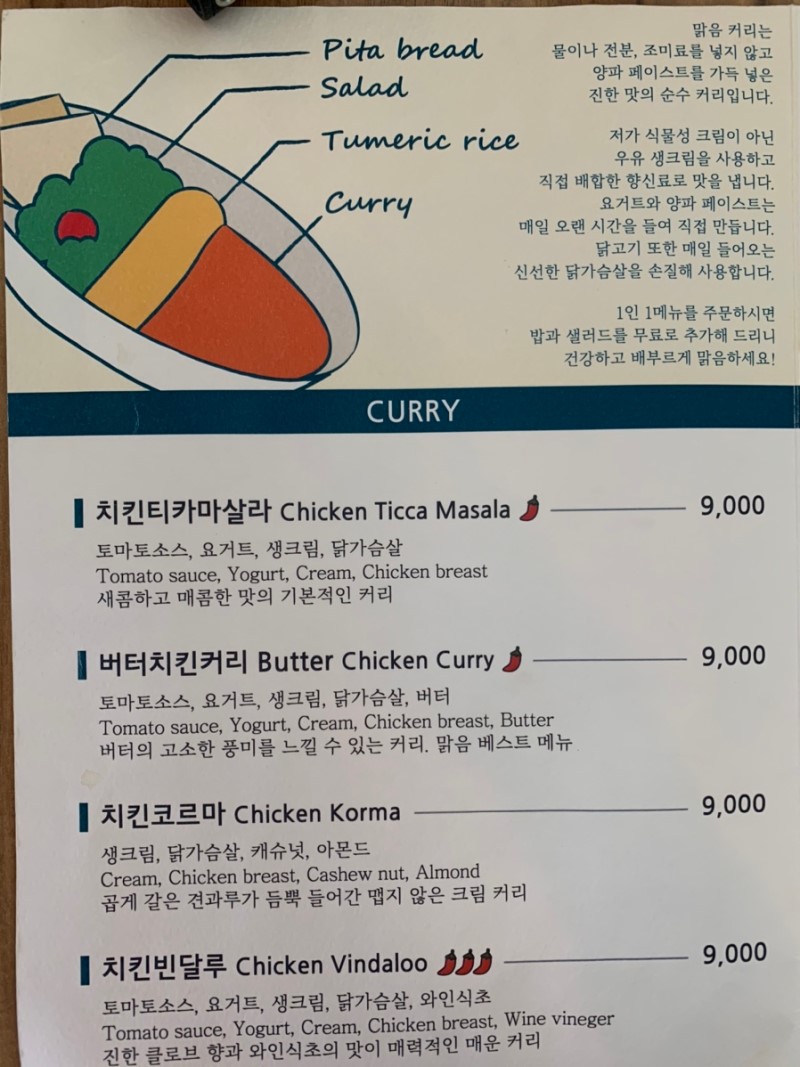 Pita bread
Salad
Tumeric rice
Curry
맑음 커리는
물이나 전분, 조미료를 넣지 않고
양파 페이스트를 가득 넣은
진한 맛의 순수 커리입니다.
저가 식물성 크림이 아닌
우유 생크림을 사용하고
직접 배합한 향신료로 맛을 냅니다.
요거트와 양파 페이스트는
매일 오랜 시간을 들여 직접 만듭니다.
닭고기 또한 매일 들어오는
신선한 닭가슴살을 손질해 사용합니다.
1인 1메뉴를 주문하시면
밥과 샐러드를 무료로 추가해 드리니
건강하고 배부르게 맑음하세요!
CURRY
치킨티카마살라 Chicken Ticca Masala 9,000
토마토소스, 요거트, 생크림, 닭가슴살
Tomato sauce, Yogurt, Cream, Chicken breast
새콤하고 매콤한 맛의 기본적인 커리
버터치킨커리 Butter Chicken Curry 9,000
토마토소스, 요거트, 생크림, 닭가슴살, 버터
Tomato sauce, Yogurt, Cream, Chicken breast, Butter
버터의 고소한 풍미를 느낄 수 있는 커리. 맑음 베스트 메뉴
치킨코르마 Chicken Korma 9,000
생크림, 닭가슴살, 캐슈넛, 아몬드
Cream, Chicken breast, Cashew nut, Almond
곱게 갈은 견과루가 듬뿍 들어간 맵지 않은 크림 커리
치킨빈달루 Chicken Vindaloo 9,000
토마토소스, 요거트, 생크림, 닭가슴살, 와인식초
Tomato sauce, Yogurt, Cream, Chicken breast, Wine vineger
진한 클로브 향과 와인식초의 맛이 매력적인 매운 커리